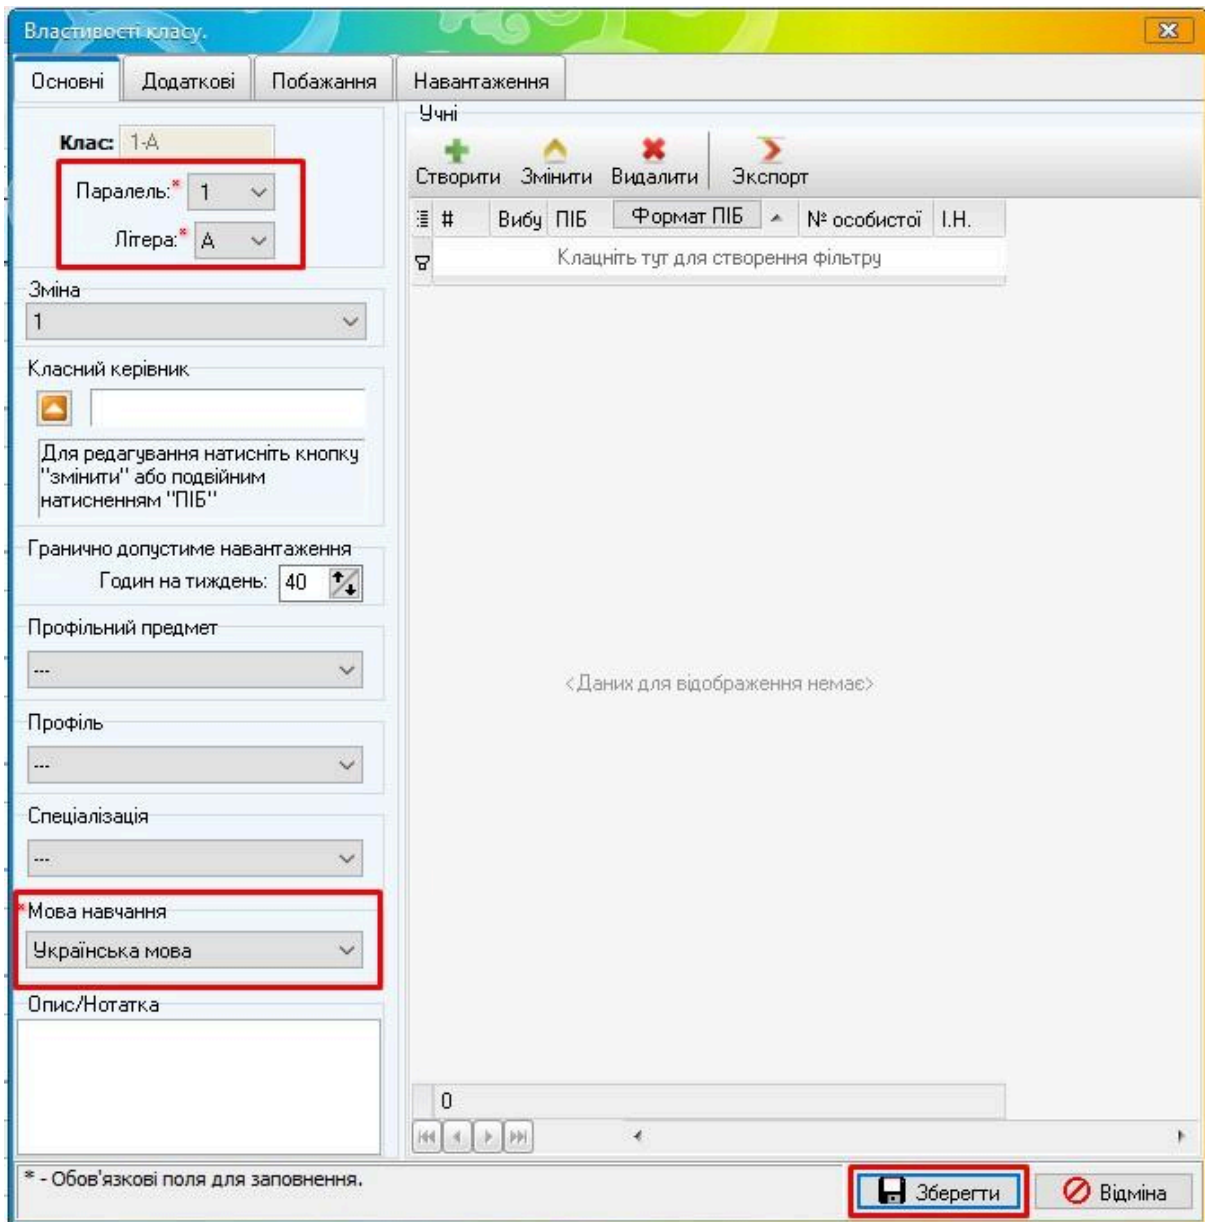 Властивості класу.
Основні Додаткові Побажання Навантаження
Клас: 1-А
Паралель:* 1
Літера:* А
Зміна
1
Класний керівник
Для редагування натисніть кнопку
"змінити" або подвійним
натисненням "ПІБ"
Гранично допустиме навантаження
Годин на тиждень: 40
Профільний предмет
---
Профіль
---
Спеціалізація
---
*Мова навчання
Українська мова
Опис/Нотатка
Учні
Створити Змінити Видалити Экспорт
# Вибу ПІБ Формат ПІБ № особистої І.Н.
Клацніть тут для створення фільтру
<Даних для відображення немає>
0
* - Обов'язкові поля для заповнення.
Зберегти Відміна